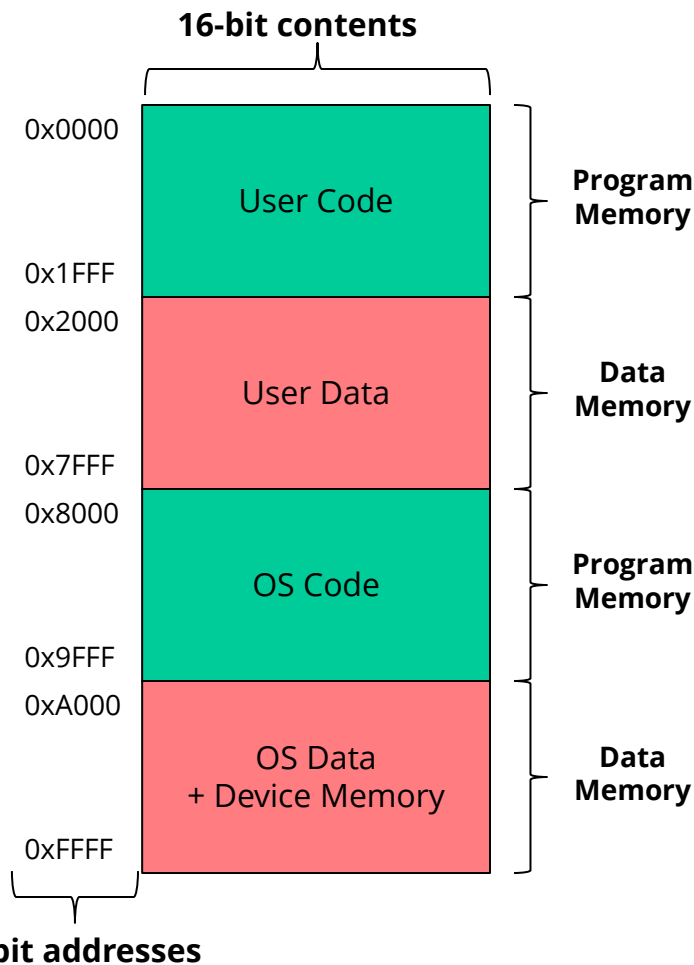 16-bit contents
0x0000
User Code
Program
Memory
0x1FFF
0x2000
User Data
Data
Memory
0x7FFF
0x8000
OS Code
Program
Memory
0x9FFF
0xA000
OS Data
+ Device Memory
Data
Memory
0xFFFF
bit addresses